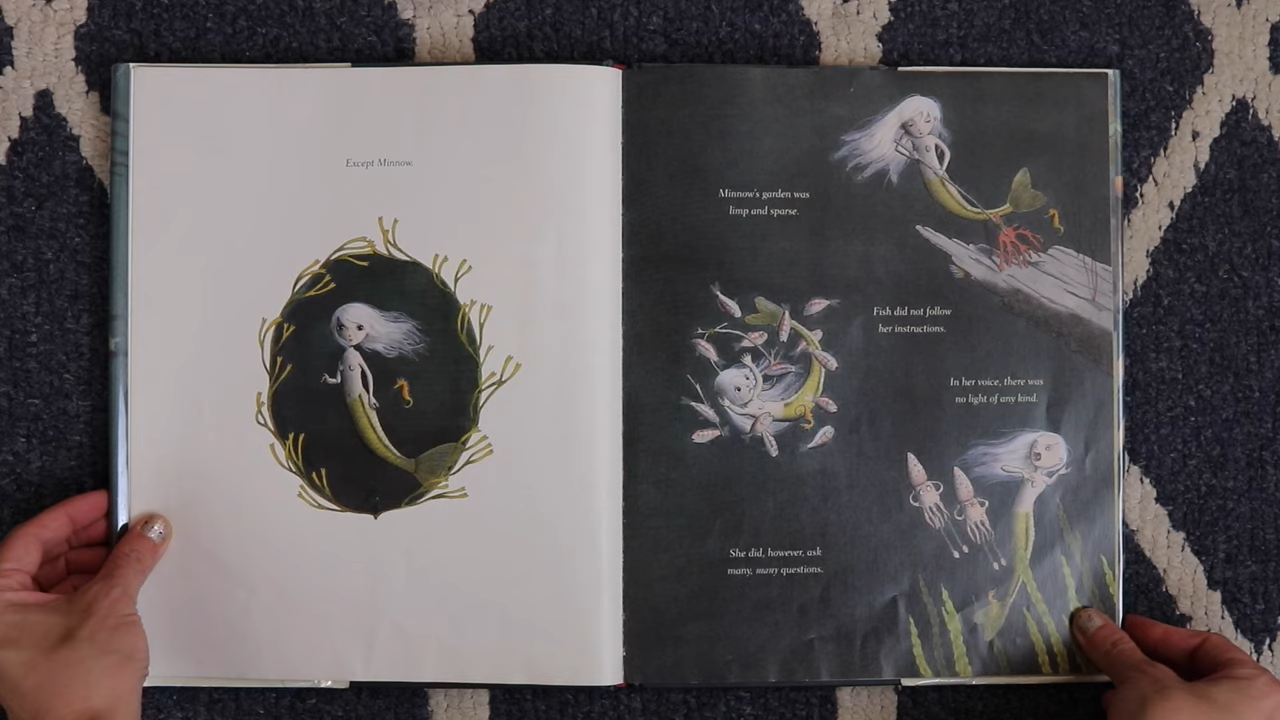 Except Minnow.
Minnow's garden was
limp and sparse.
Fish did not follow
her instructions.
In her voice, there was
no light of any kind.
She did, however, ask
many, many questions.